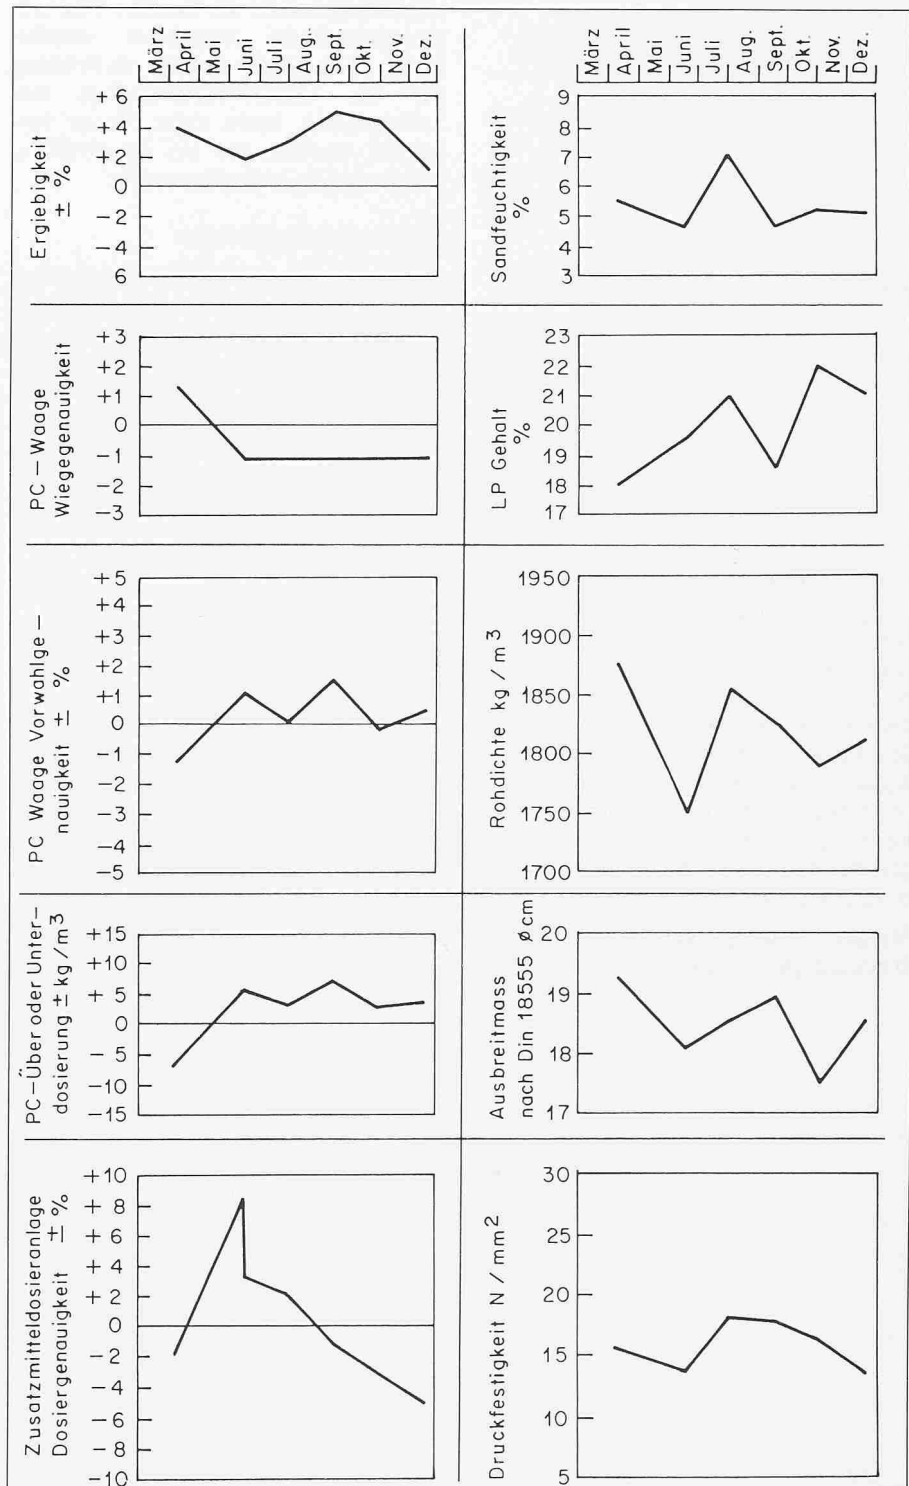 März
April
Mai
Juni
Juli
Aug.
Sept.
Okt.
Nov.
Dez.
März
April
Mai
Juni
Juli
Aug.
Sept.
Okt.
Nov.
Dez.
Ergiebigkeit
± %
+ 6
+4
+2
0
−2
−4
6
Sandfeuchtigkeit
%
9
8
7
6
5
4
3
PC – Waage
Wiegegenauigkeit
+3
+2
+1
0
−1
−2
−3
LP Gehalt
%
23
22
21
20
19
18
17
PC Waage Vorwahlge–
nauigkeit ± %
+5
+4
+3
+2
+1
0
−1
−2
−3
−4
−5
Rohdichte kg / m³
1950
1900
1850
1800
1750
1700
PC–Über oder Unter-
dosierung ± kg / m³
+15
+10
+ 5
0
− 5
−10
−15
Ausbreitmass
nach Din 18555 ø cm
20
19
18
17
Zusatzmitteldosieranlage
Dosiergenauigkeit ± %
+10
+ 8
+ 6
+ 4
+ 2
0
− 2
− 4
− 6
− 8
−10
Druckfestigkeit N / mm²
30
25
20
15
10
5